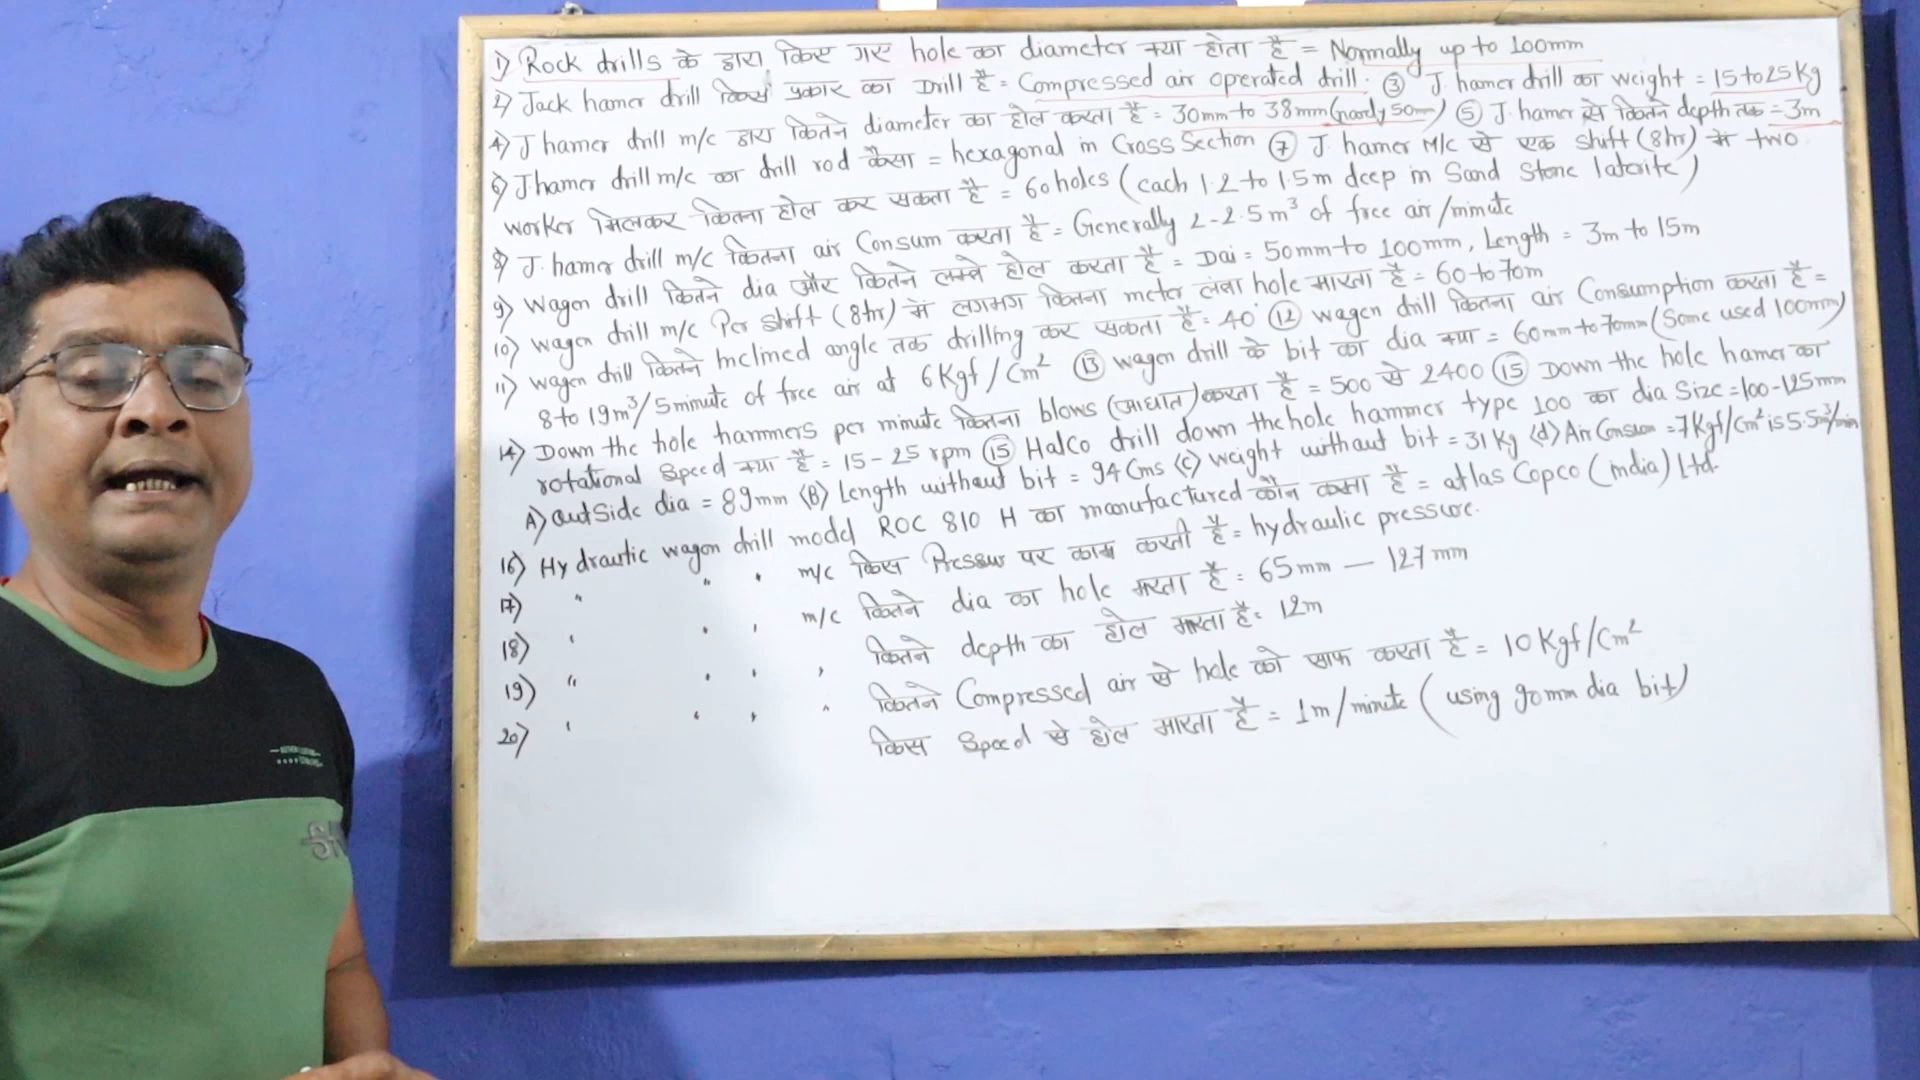 1) Rock drills के द्वारा किए गए hole का diameter क्या होता है = Normally up to 100mm
2) Jack hamer drill किस प्रकार का Drill है = Compressed air operated drill. ③ J. hamer drill का weight = 15 to 25 Kg
4) J hamer drill m/c द्वारा कितने diameter का होल करता है = 30mm to 38mm (hardly 50mm) ⑤ J. hamer से कितने depth तक = 3m
6) J.hamer drill m/c का drill rod कैसा = hexagonal in Cross Section ⑦ J. hamer M/c से एक shift (8hr) में two
worker मिलकर कितना होल कर सकता है = 60 holes (each 1.2 to 1.5m deep in Sand Stone laterite)
8) J. hamer drill m/c कितना air Consum करता है = Generally 2-2.5 m³ of free air/minute
9) Wagon drill कितने dia और कितने लम्बे होल करता है = Dai = 50mm to 100mm, Length = 3m to 15m
10) wagon drill m/c Per Shift (8hr) में लगभग कितना meter लंबा hole मारता है = 60 to 70m
11) wagon drill कितने Inclined angle तक drilling कर सकता है = 40° ⑫ wagon drill कितना air Consumption करता है =
8 to 19m³/5minute of free air at 6 Kgf/Cm² ⑬ wagon drill के bit का dia क्या = 60mm to 70mm (Some used 100mm)
14) Down the hole hammers per minute कितना blows (आघात) करता है = 500 से 2400 ⑮ Down the hole hamer का
rotational Speed क्या है = 15-25 rpm ⑮ Halco drill down the hole hammer type 100 का dia Size = 100-125mm
A) outSide dia = 89mm (B) Length without bit = 94 Cms (C) weight without bit = 31 Kg (d) Air Consum = 7Kgf/Cm² is 5.5m³/min
16) Hydraulic wagon drill model ROC 810 H का manufactured कौन करता है = atlas Copco (india) Ltd.
17) " " " m/c किस Pressur पर काम करती है = hydraulic pressure.
18) " " " m/c कितने dia का hole मरता है = 65mm — 127mm
19) " " " " कितने depth का होल मारता है = 12m
20) " " " " कितने Compressed air से hole को साफ करता है = 10 Kgf/Cm²
किस Speed से होल मारता है = 1m/minute (using 90mm dia bit)